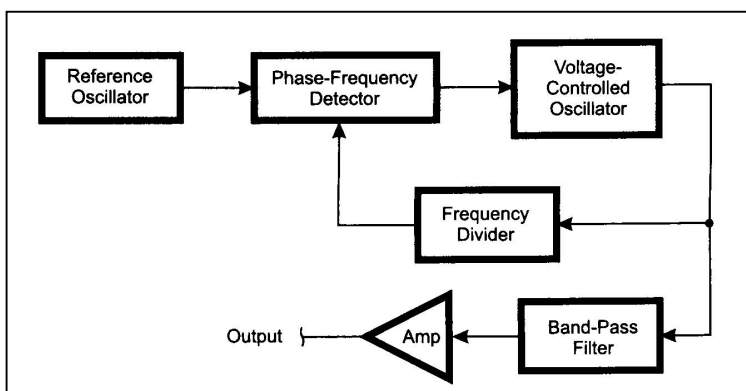 Reference
Oscillator
Phase-Frequency
Detector
Voltage-
Controlled
Oscillator
Frequency
Divider
Output
Amp
Band-Pass
Filter